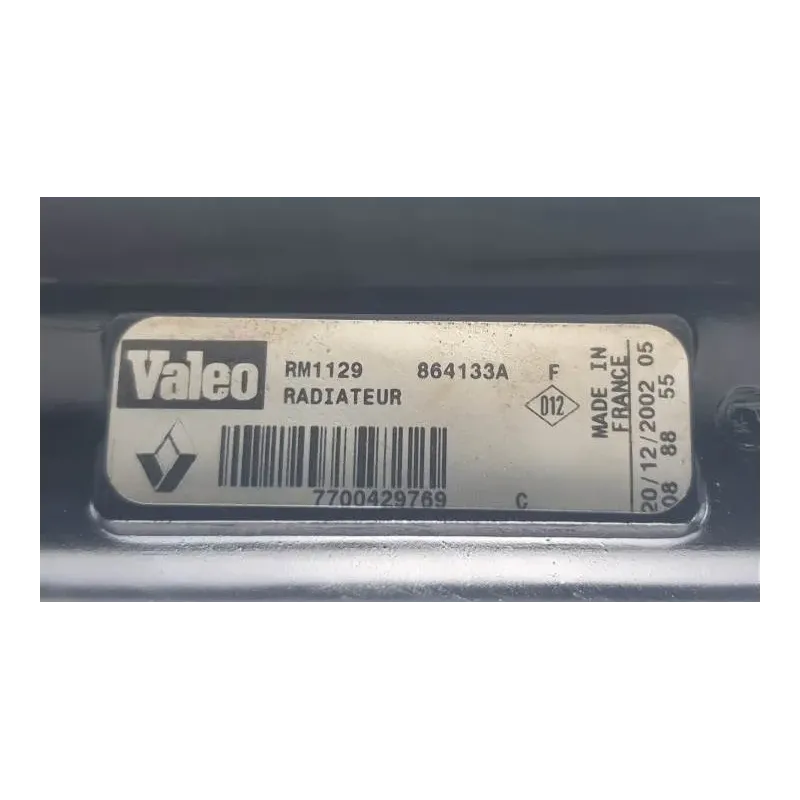 Valeo
RM1129 864133A F
RADIATEUR
D12
7700429769 C
MADE IN
FRANCE
20/12/2002 05
08 88 55